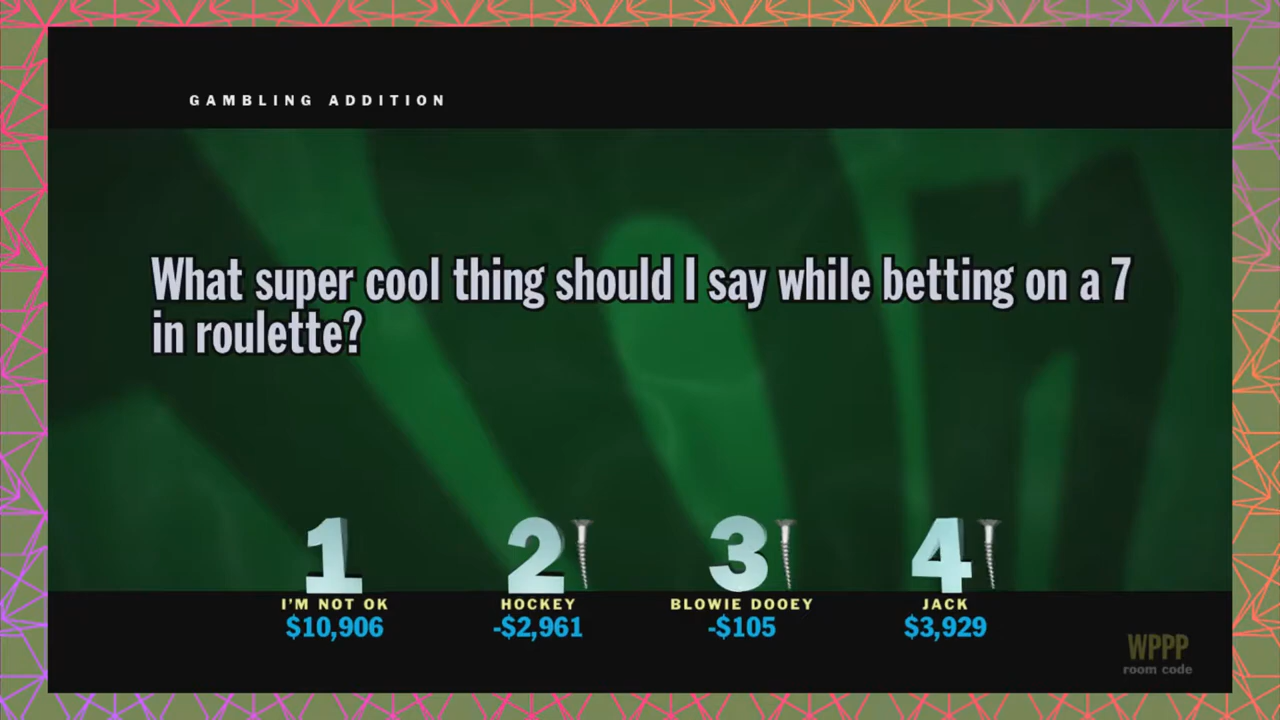 GAMBLING ADDITION
What super cool thing should I say while betting on a 7
in roulette?
1 2 3 4
I'M NOT OK HOCKEY BLOWIE DOOEY JACK
$10,906 -$2,961 -$105 $3,929
WPPP
room code